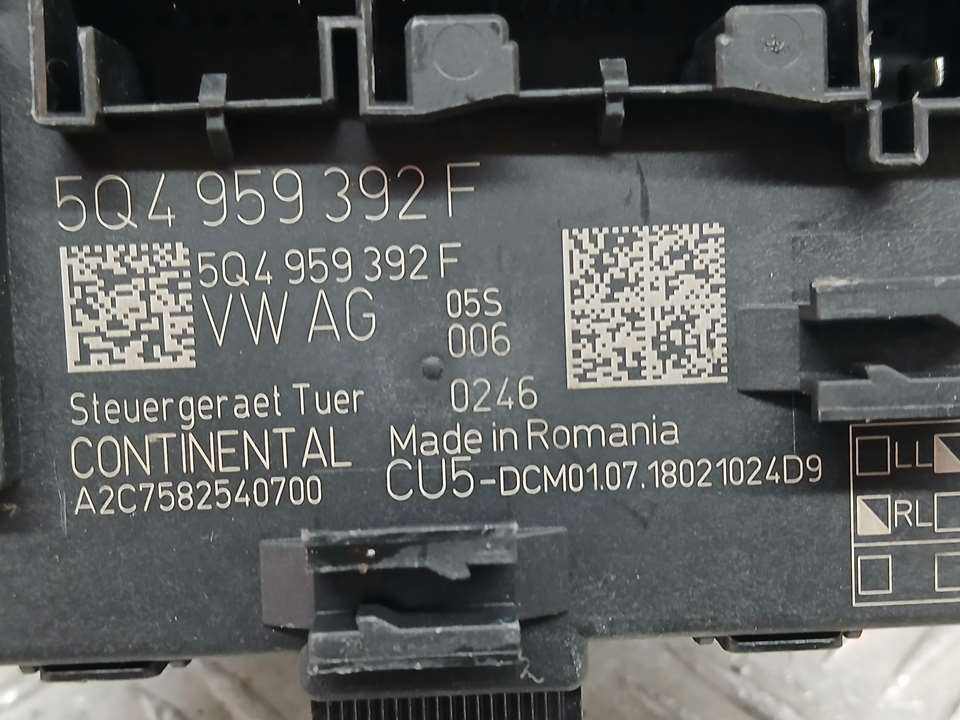 5Q4 959 392 F
5Q4 959 392 F
VW AG
05S
006
Steuergeraet Tuer
0246
CONTINENTAL
Made in Romania
A2C7582540700
CU5-DCM01.07.18021024D9
LL
RL